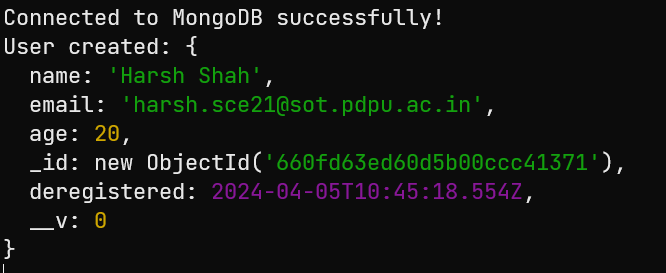 Connected to MongoDB successfully!
User created: {
  name: 'Harsh Shah',
  email: 'harsh.sce21@sot.pdpu.ac.in',
  age: 20,
  _id: new ObjectId('660fd63ed60d5b00ccc41371'),
  deregistered: 2024-04-05T10:45:18.554Z,
  __v: 0
}